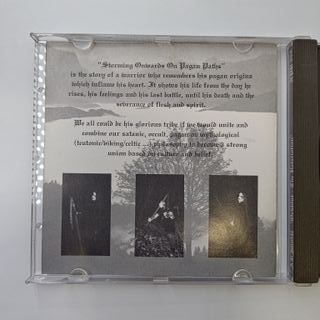 "Storming Onwards On Pagan Paths"
is the story of a warrior who remembers his pagan origins
which inflame his heart. It shows his life from the day he
rises, his feelings and his last battle, until his death and the
severance of flesh and spirit.
We all could be his glorious tribe if we would unite and
combine our satanic, occult, pagan or mythological
(teutonic/viking/celtic ...) philosophy to become a strong
union based on culture and belief.